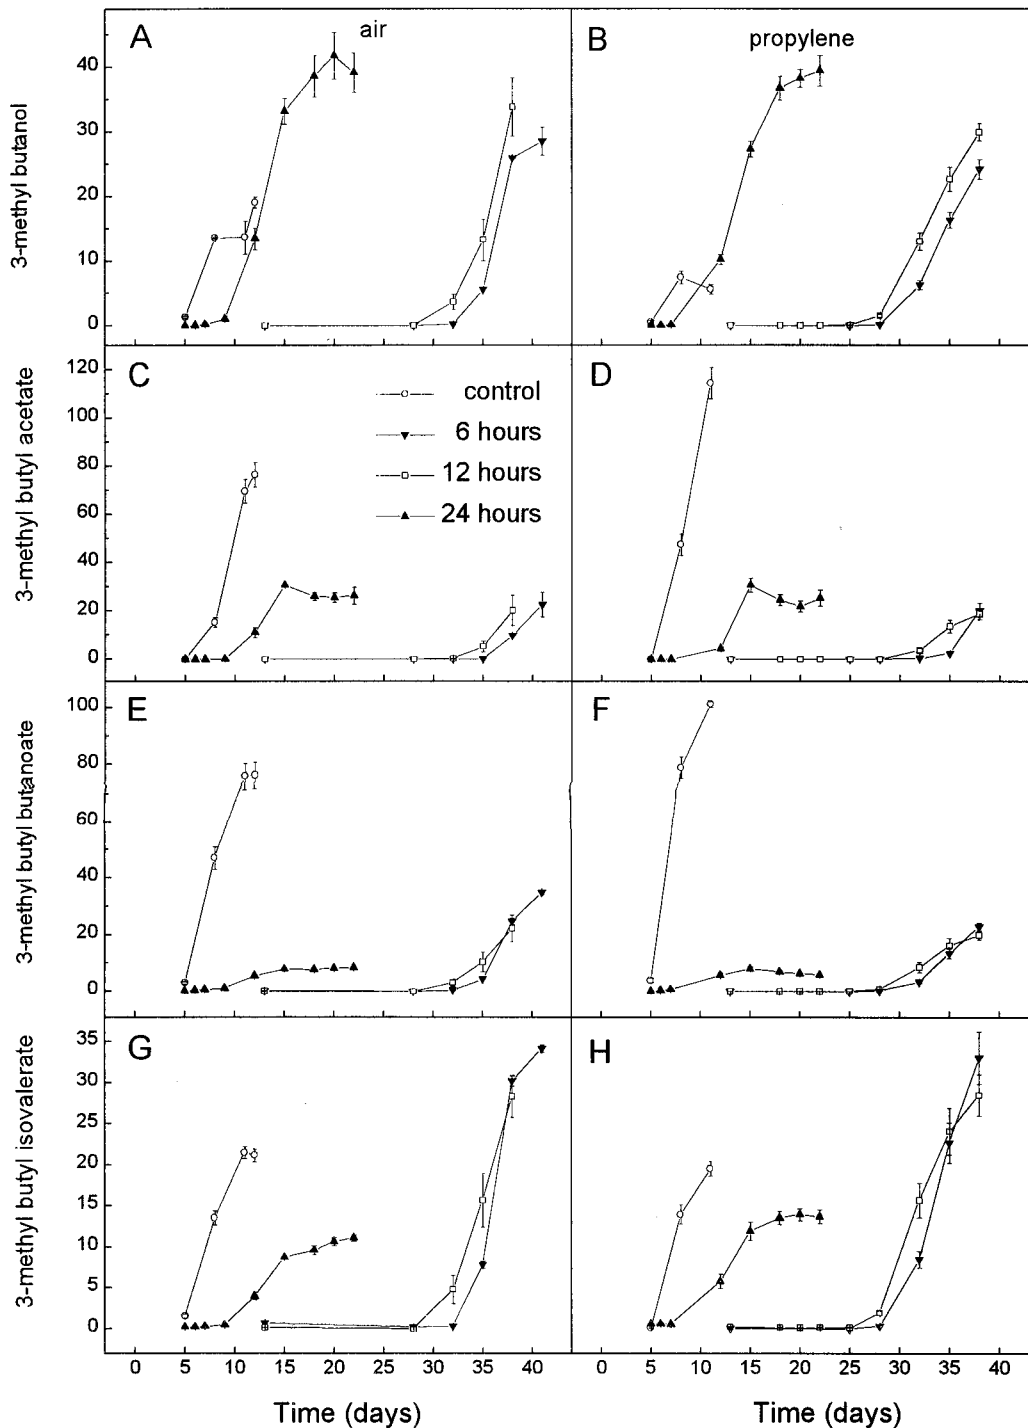 A
air
B
propylene
3-methyl butanol
40
30
20
10
0
C
control
6 hours
12 hours
24 hours
D
3-methyl butyl acetate
120
100
80
60
40
20
0
E
F
3-methyl butyl butanoate
100
80
60
40
20
0
G
H
3-methyl butyl isovalerate
35
30
25
20
15
10
5
0
0 5 10 15 20 25 30 35 40
0 5 10 15 20 25 30 35 40
Time (days)
Time (days)